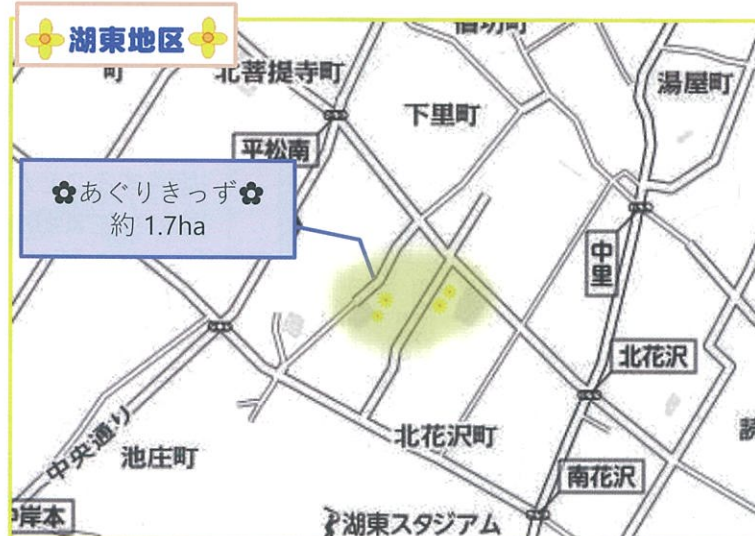 湖東地区
町
北菩提寺町
下里町
湯屋町
平松南
✿あぐりきっず✿
約 1.7ha
中里
北花沢
中央通り
池庄町
北花沢町
南花沢
岸本
湖東スタジアム